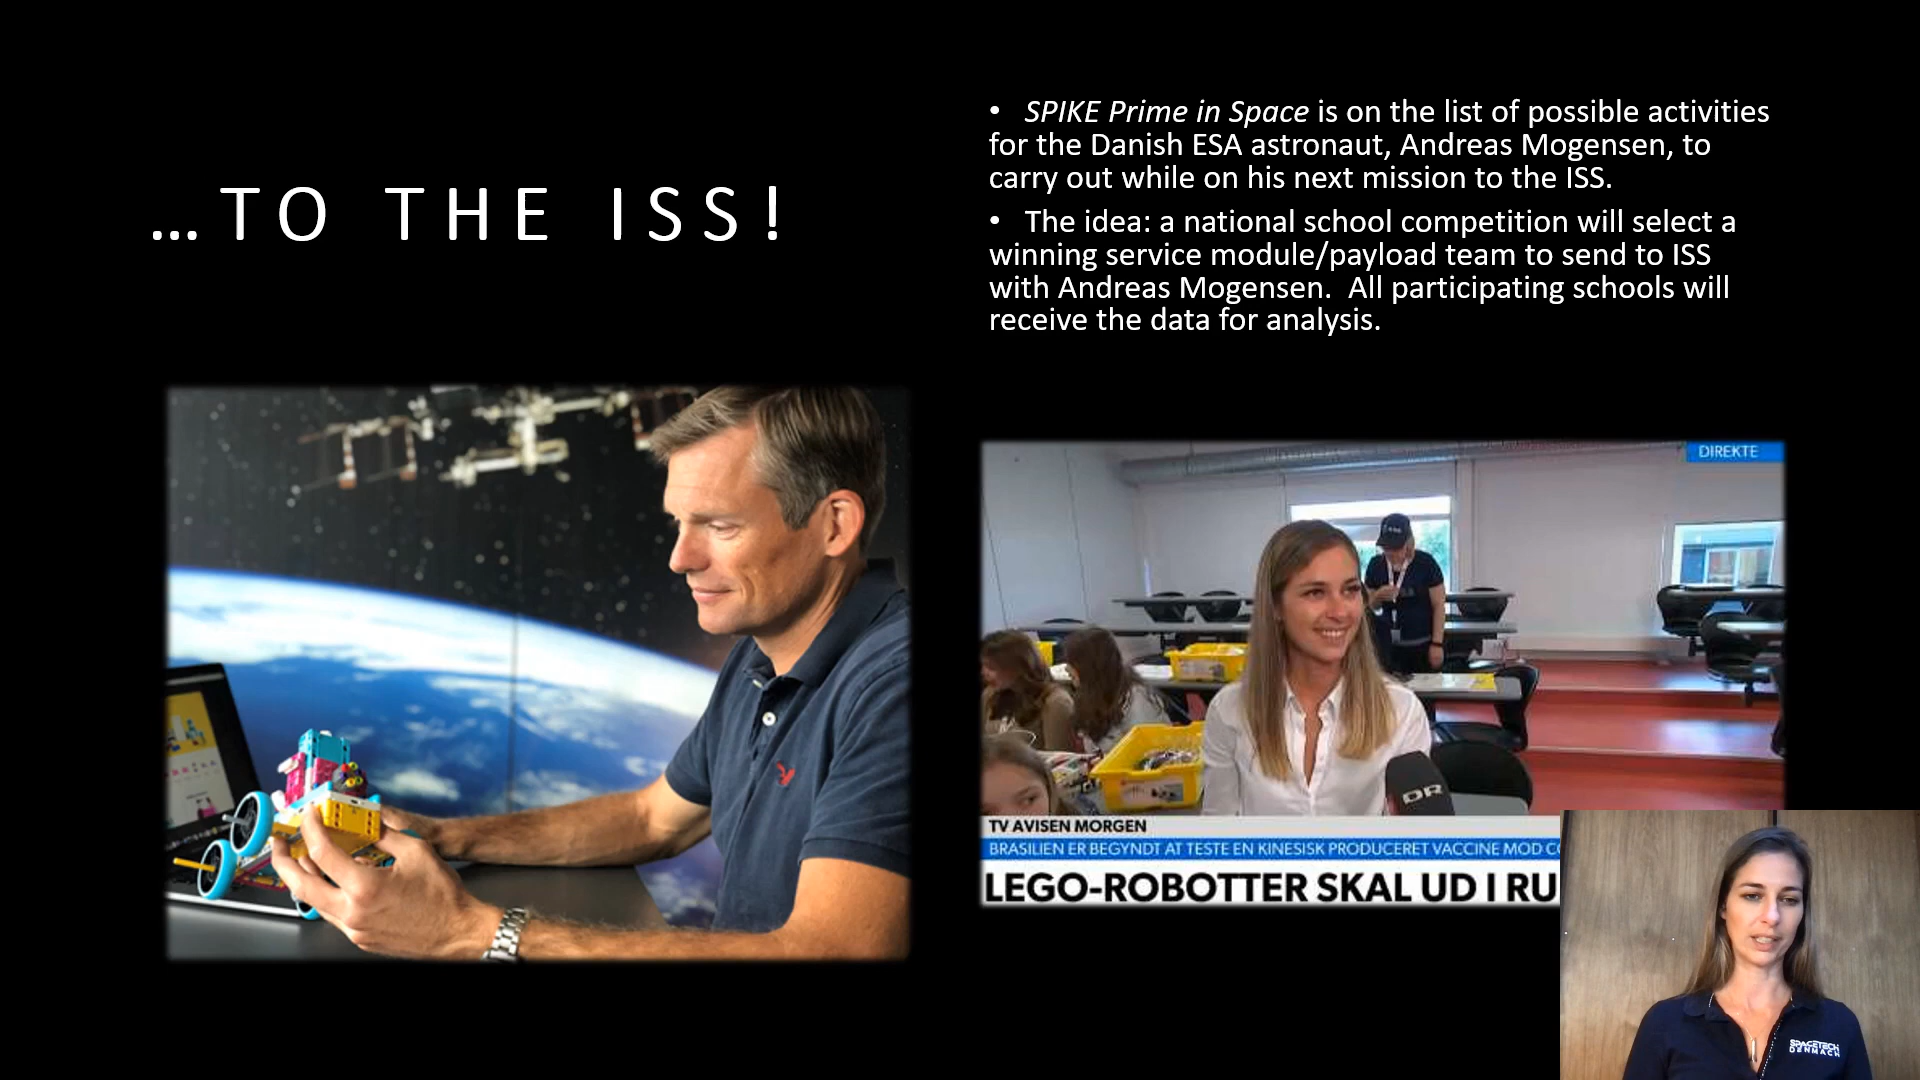 …TO THE ISS!
• SPIKE Prime in Space is on the list of possible activities
for the Danish ESA astronaut, Andreas Mogensen, to
carry out while on his next mission to the ISS.
• The idea: a national school competition will select a
winning service module/payload team to send to ISS
with Andreas Mogensen.  All participating schools will
receive the data for analysis.
DIREKTE
DR
TV AVISEN MORGEN
BRASILIEN ER BEGYNDT AT TESTE EN KINESISK PRODUCERET VACCINE MOD CO
LEGO-ROBOTTER SKAL UD I RU
SPACETECH
DENMARK